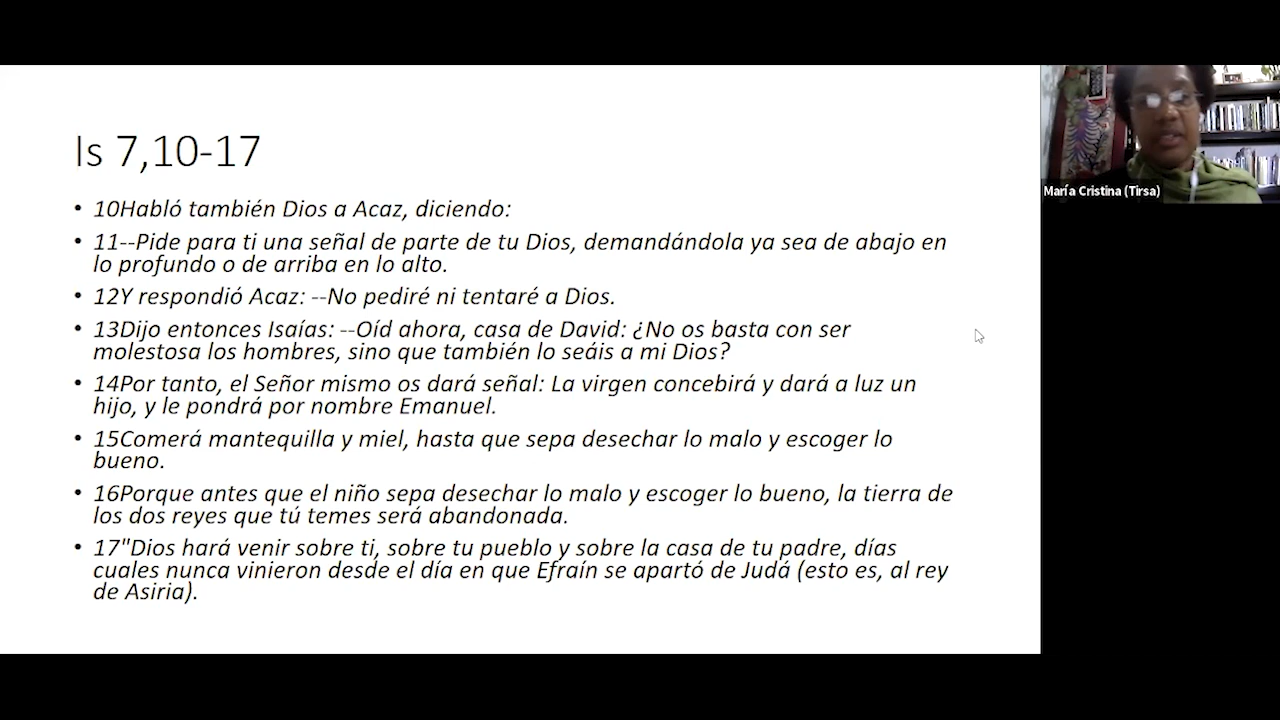 Is 7,10-17
• 10Habló también Dios a Acaz, diciendo:
• 11--Pide para ti una señal de parte de tu Dios, demandándola ya sea de abajo en
lo profundo o de arriba en lo alto.
• 12Y respondió Acaz: --No pediré ni tentaré a Dios.
• 13Dijo entonces Isaías: --Oíd ahora, casa de David: ¿No os basta con ser
molestosa los hombres, sino que también lo seáis a mi Dios?
• 14Por tanto, el Señor mismo os dará señal: La virgen concebirá y dará a luz un
hijo, y le pondrá por nombre Emanuel.
• 15Comerá mantequilla y miel, hasta que sepa desechar lo malo y escoger lo
bueno.
• 16Porque antes que el niño sepa desechar lo malo y escoger lo bueno, la tierra de
los dos reyes que tú temes será abandonada.
• 17"Dios hará venir sobre ti, sobre tu pueblo y sobre la casa de tu padre, días
cuales nunca vinieron desde el día en que Efraín se apartó de Judá (esto es, al rey
de Asiria).
María Cristina (Tirsa)